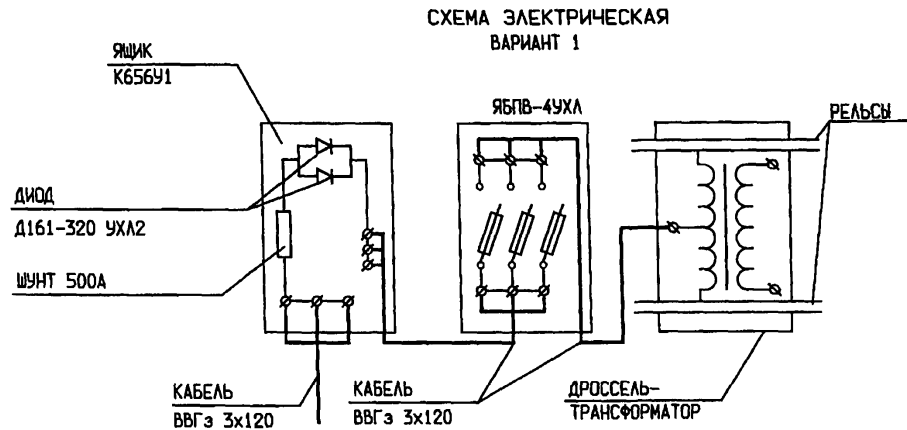 СХЕМА ЭЛЕКТРИЧЕСКАЯ
ВАРИАНТ 1
ЯЩИК
К656У1
ЯБПВ-4УХЛ
РЕЛЬСЫ
ДИОД
Д161-320 УХЛ2
ШУНТ 500А
КАБЕЛЬ
ВВГэ 3х120
КАБЕЛЬ
ВВГэ 3х120
ДРОССЕЛЬ-
ТРАНСФОРМАТОР